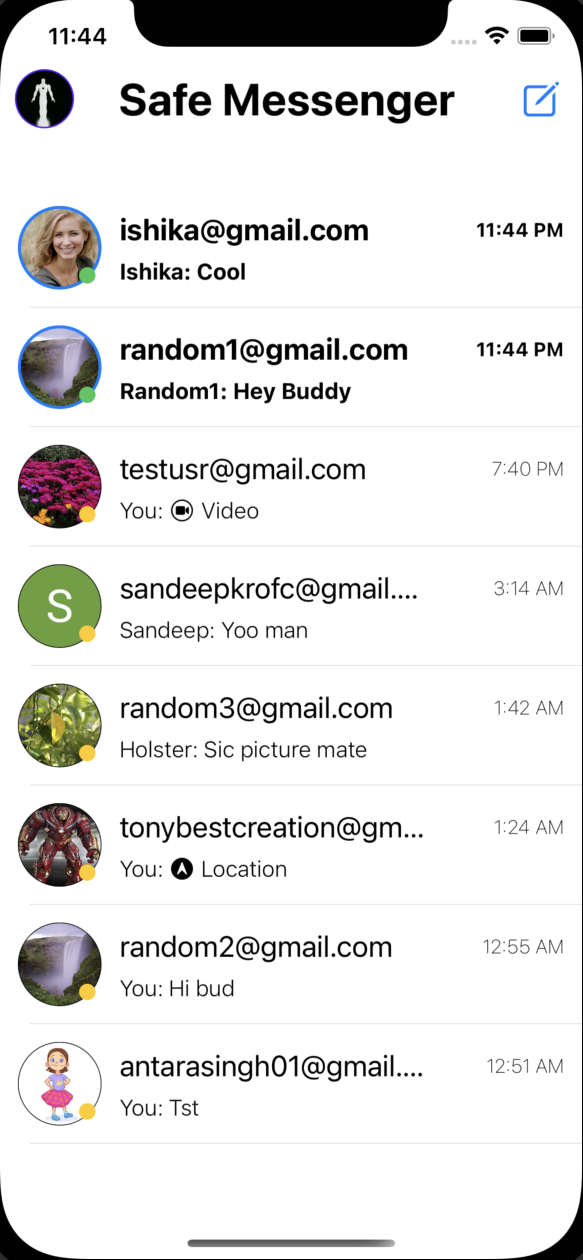 11:44
Safe Messenger
ishika@gmail.com 11:44 PM
Ishika: Cool
random1@gmail.com 11:44 PM
Random1: Hey Buddy
testusr@gmail.com 7:40 PM
You: Video
sandeepkrofc@gmail.... 3:14 AM
S
Sandeep: Yoo man
random3@gmail.com 1:42 AM
Holster: Sic picture mate
tonybestcreation@gm... 1:24 AM
You: Location
random2@gmail.com 12:55 AM
You: Hi bud
antarasingh01@gmail.... 12:51 AM
You: Tst